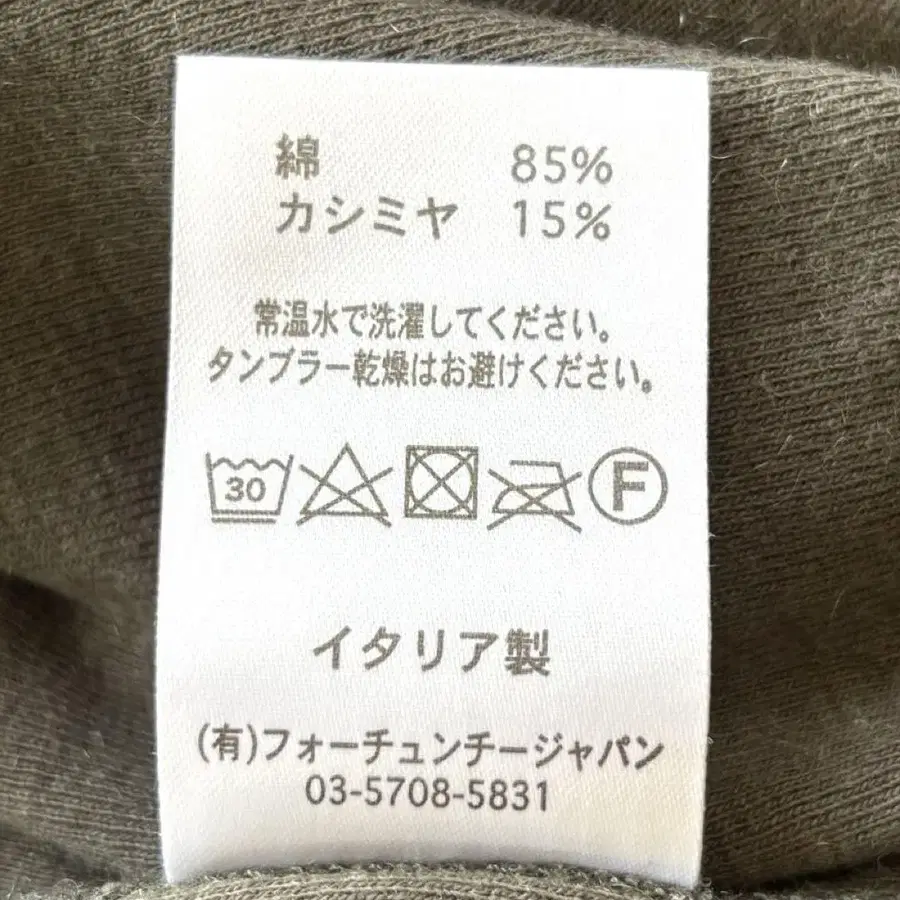 綿 85%
カシミヤ 15%
常温水で洗濯してください。
タンブラー乾燥はお避けください。
30 F
イタリア製
(有)フォーチュンチージャパン
03-5708-5831